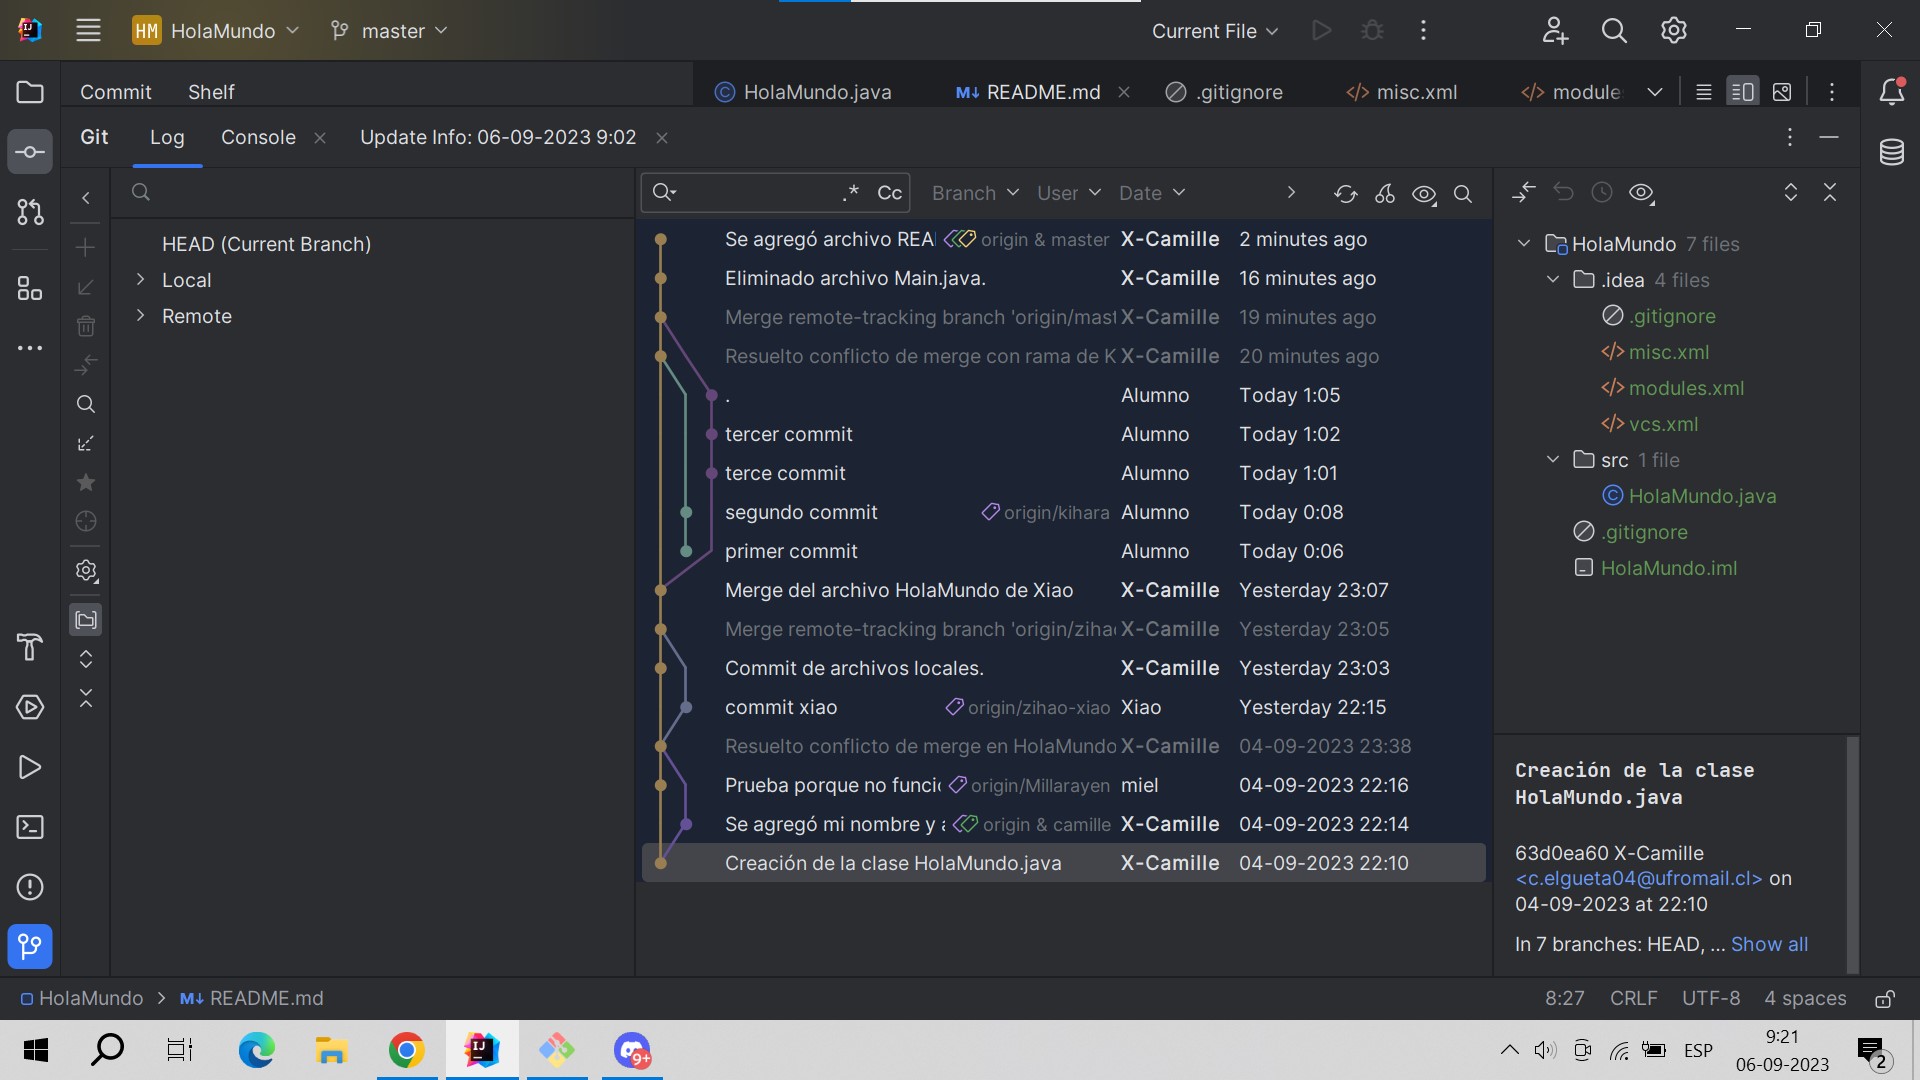 HM HolaMundo
master
Current File
Commit
Shelf
HolaMundo.java
README.md
.gitignore
misc.xml
module
Git
Log
Console
Update Info: 06-09-2023 9:02
.* Cc
Branch
User
Date
HEAD (Current Branch)
Local
Remote
Se agregó archivo REA origin & master X-Camille 2 minutes ago
Eliminado archivo Main.java. X-Camille 16 minutes ago
Merge remote-tracking branch 'origin/mast X-Camille 19 minutes ago
Resuelto conflicto de merge con rama de K X-Camille 20 minutes ago
. Alumno Today 1:05
tercer commit Alumno Today 1:02
terce commit Alumno Today 1:01
segundo commit origin/kihara Alumno Today 0:08
primer commit Alumno Today 0:06
Merge del archivo HolaMundo de Xiao X-Camille Yesterday 23:07
Merge remote-tracking branch 'origin/ziha X-Camille Yesterday 23:05
Commit de archivos locales. X-Camille Yesterday 23:03
commit xiao origin/zihao-xiao Xiao Yesterday 22:15
Resuelto conflicto de merge en HolaMundo X-Camille 04-09-2023 23:38
Prueba porque no funci origin/Millarayen miel 04-09-2023 22:16
Se agregó mi nombre y a origin & camille X-Camille 04-09-2023 22:14
Creación de la clase HolaMundo.java X-Camille 04-09-2023 22:10
HolaMundo 7 files
.idea 4 files
.gitignore
misc.xml
modules.xml
vcs.xml
src 1 file
HolaMundo.java
.gitignore
HolaMundo.iml
Creación de la clase
HolaMundo.java
63d0ea60 X-Camille
<c.elgueta04@ufromail.cl> on
04-09-2023 at 22:10
In 7 branches: HEAD, ... Show all
HolaMundo > M↓ README.md
8:27 CRLF UTF-8 4 spaces
9+
ESP
9:21
06-09-2023
2